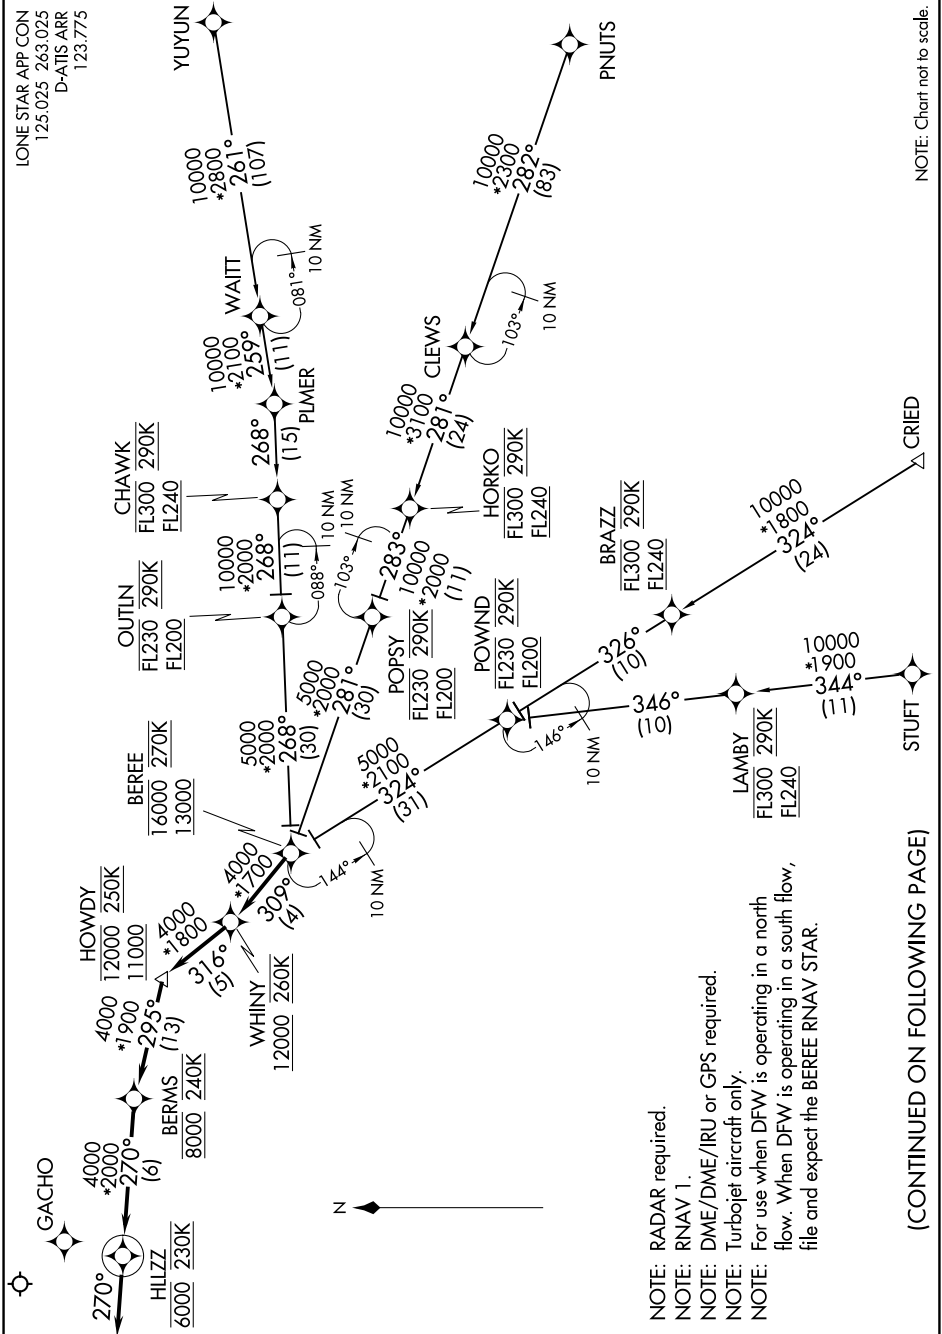 LONE STAR APP CON
125.025 263.025
D-ATIS ARR
123.775
GACHO
270°
HLLZZ
6000 230K
4000
*2000
270°
(6)
BERMS
8000 240K
4000
*1900
295°
(13)
HOWDY
12000 250K
11000
4000
*1800
316°
(5)
WHINY
12000 260K
4000
*1700
309°
(4)
BEREE
16000 270K
13000
144°
10 NM
5000
*2000
268°
(30)
OUTLN
FL230 290K
FL200
088°
10 NM
10000
*2000
268°
(11)
CHAWK
FL300 290K
FL240
268°
(15)
PLMER
10000
*2100
259°
(11)
WAITT
081°
10 NM
10000
*2800
261°
(107)
YUYUN
5000
*2000
281°
(30)
POPSY
FL230 290K
FL200
103°
10 NM
283°
10000
*2000
(11)
HORKO
FL300 290K
FL240
10000
*3100
281°
(24)
CLEWS
103°
10 NM
10000
*2300
282°
(83)
PNUTS
5000
*2100
324°
(31)
POWND
FL230 290K
FL200
146°
10 NM
326°
(10)
BRAZZ
FL300 290K
FL240
10000
*1800
324°
(24)
CRIED
346°
(10)
LAMBY
FL300 290K
FL240
10000
*1900
344°
(11)
STUFT
N
NOTE: RADAR required.
NOTE: RNAV 1.
NOTE: DME/DME/IRU or GPS required.
NOTE: Turbojet aircraft only.
NOTE: For use when DFW is operating in a north
flow. When DFW is operating in a south flow,
file and expect the BEREE RNAV STAR.
(CONTINUED ON FOLLOWING PAGE)
NOTE: Chart not to scale.